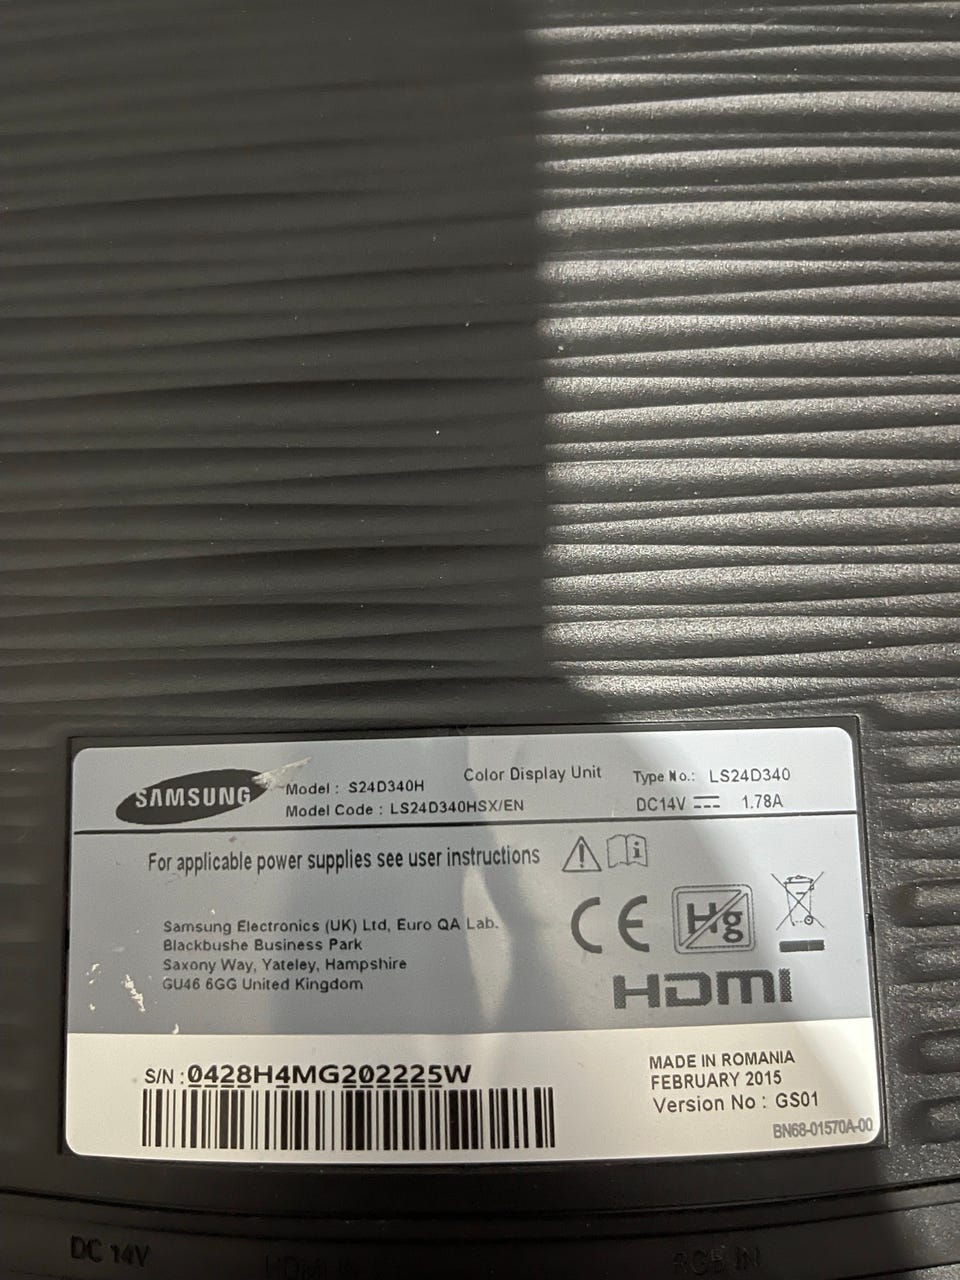 SAMSUNG
Model : S24D340H
Model Code : LS24D340HSX/EN
Color Display Unit
Type No.: LS24D340
DC14V 1.78A
For applicable power supplies see user instructions
Samsung Electronics (UK) Ltd, Euro QA Lab.
Blackbushe Business Park
Saxony Way, Yateley, Hampshire
GU46 6GG United Kingdom
CE Hg
HDMI
S/N : 0428H4MG202225W
MADE IN ROMANIA
FEBRUARY 2015
Version No : GS01
BN68-01570A-00
DC 14V
RGB IN